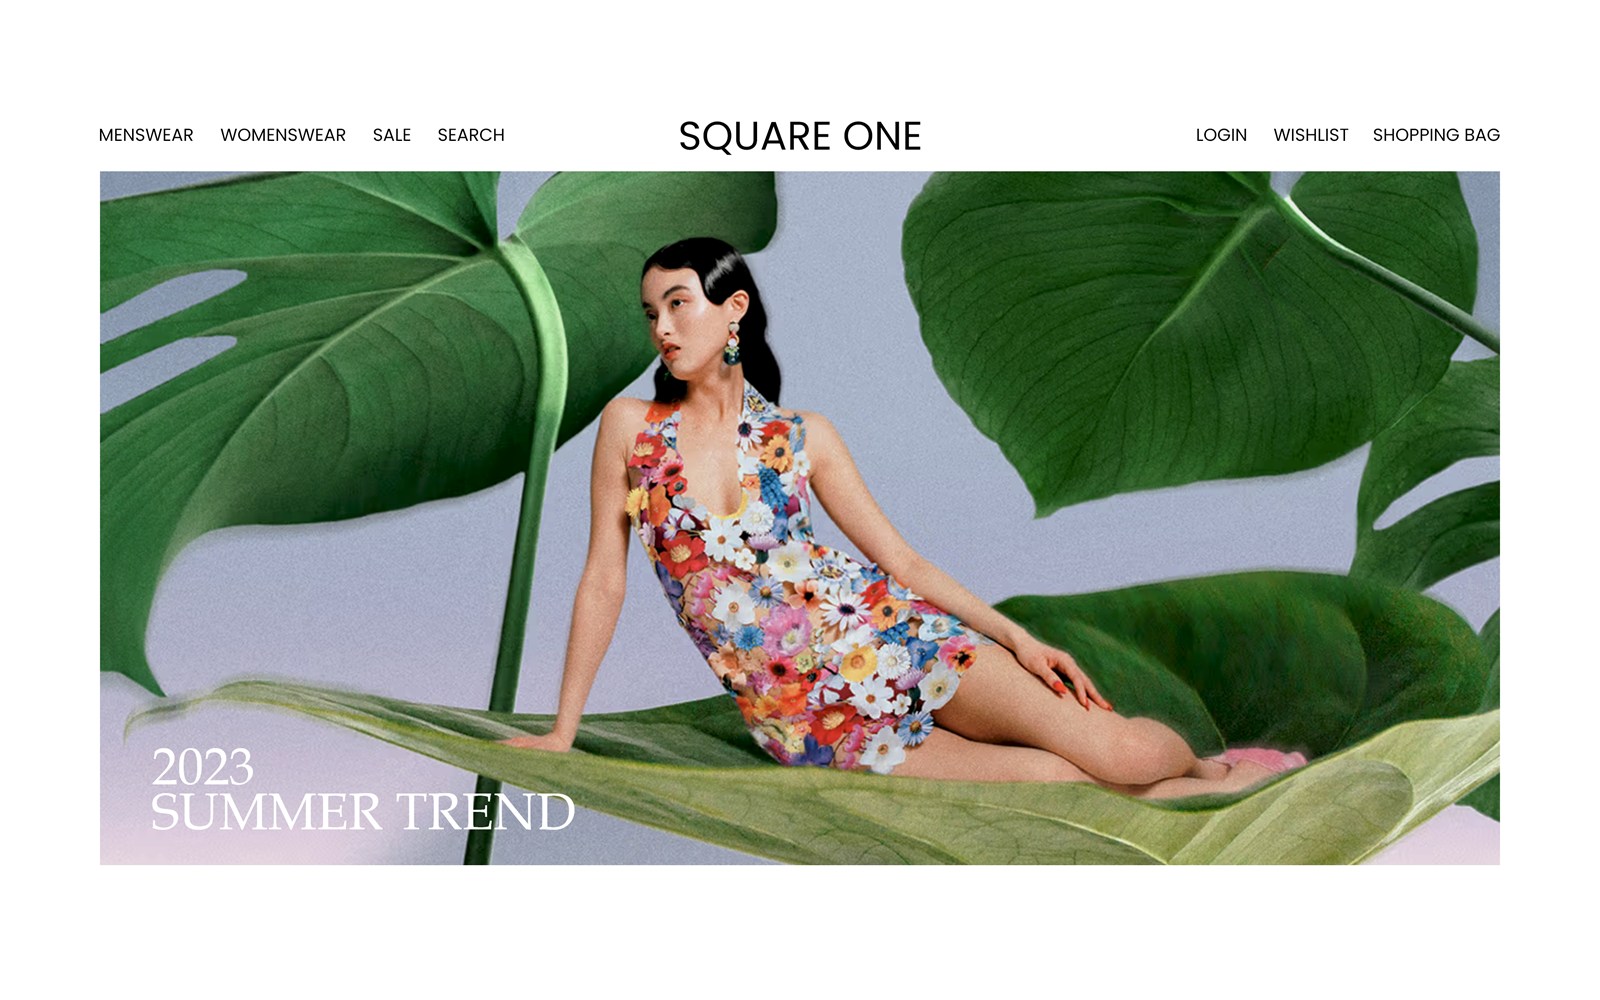 MENSWEAR WOMENSWEAR SALE SEARCH SQUARE ONE LOGIN WISHLIST SHOPPING BAG
2023
SUMMER TREND